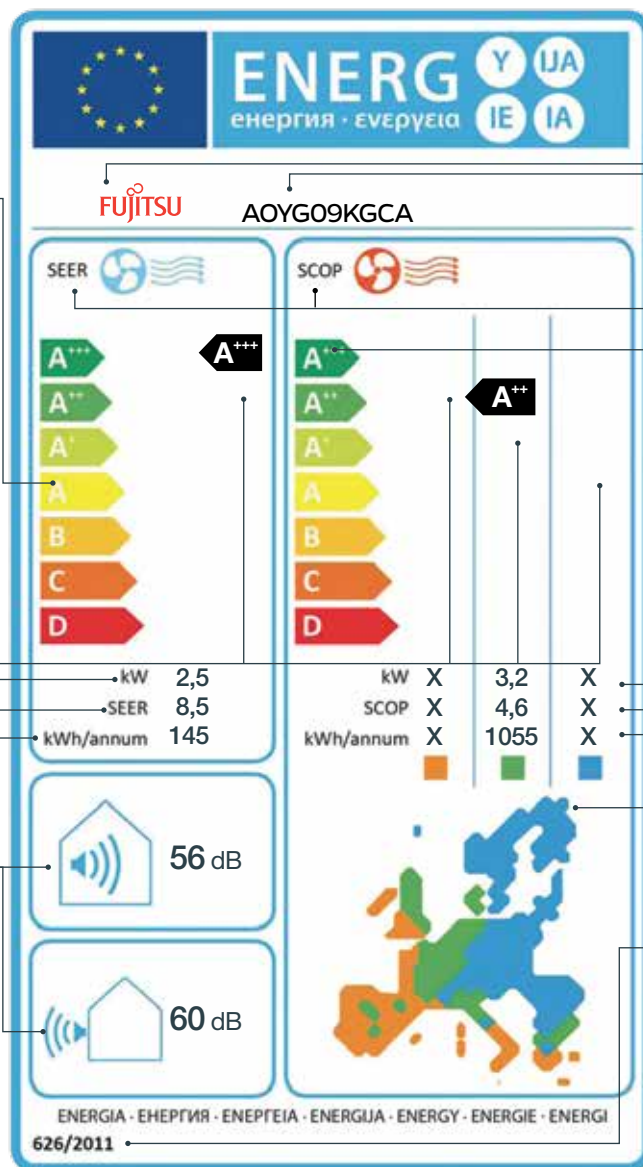 ENERG Y IJA
енергия · ενεργεια IE IA
FUJITSU AOYG09KGCA
SEER
A+++
A+++
A++
A+
A
B
C
D
kW 2,5
SEER 8,5
kWh/annum 145
SCOP
A+++
A++
A++
A+
A
B
C
D
kW X 3,2 X
SCOP X 4,6 X
kWh/annum X 1055 X
56 dB
60 dB
ENERGIA · ЕНЕРГИЯ · ΕΝΕΡΓΕΙΑ · ENERGIJA · ENERGY · ENERGIE · ENERGI
626/2011